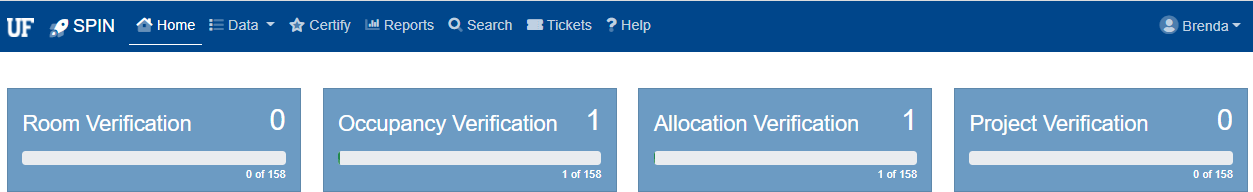 UF SPIN Home Data Certify Reports Search Tickets ? Help Brenda
Room Verification 0
0 of 158
Occupancy Verification 1
1 of 158
Allocation Verification 1
1 of 158
Project Verification 0
0 of 158